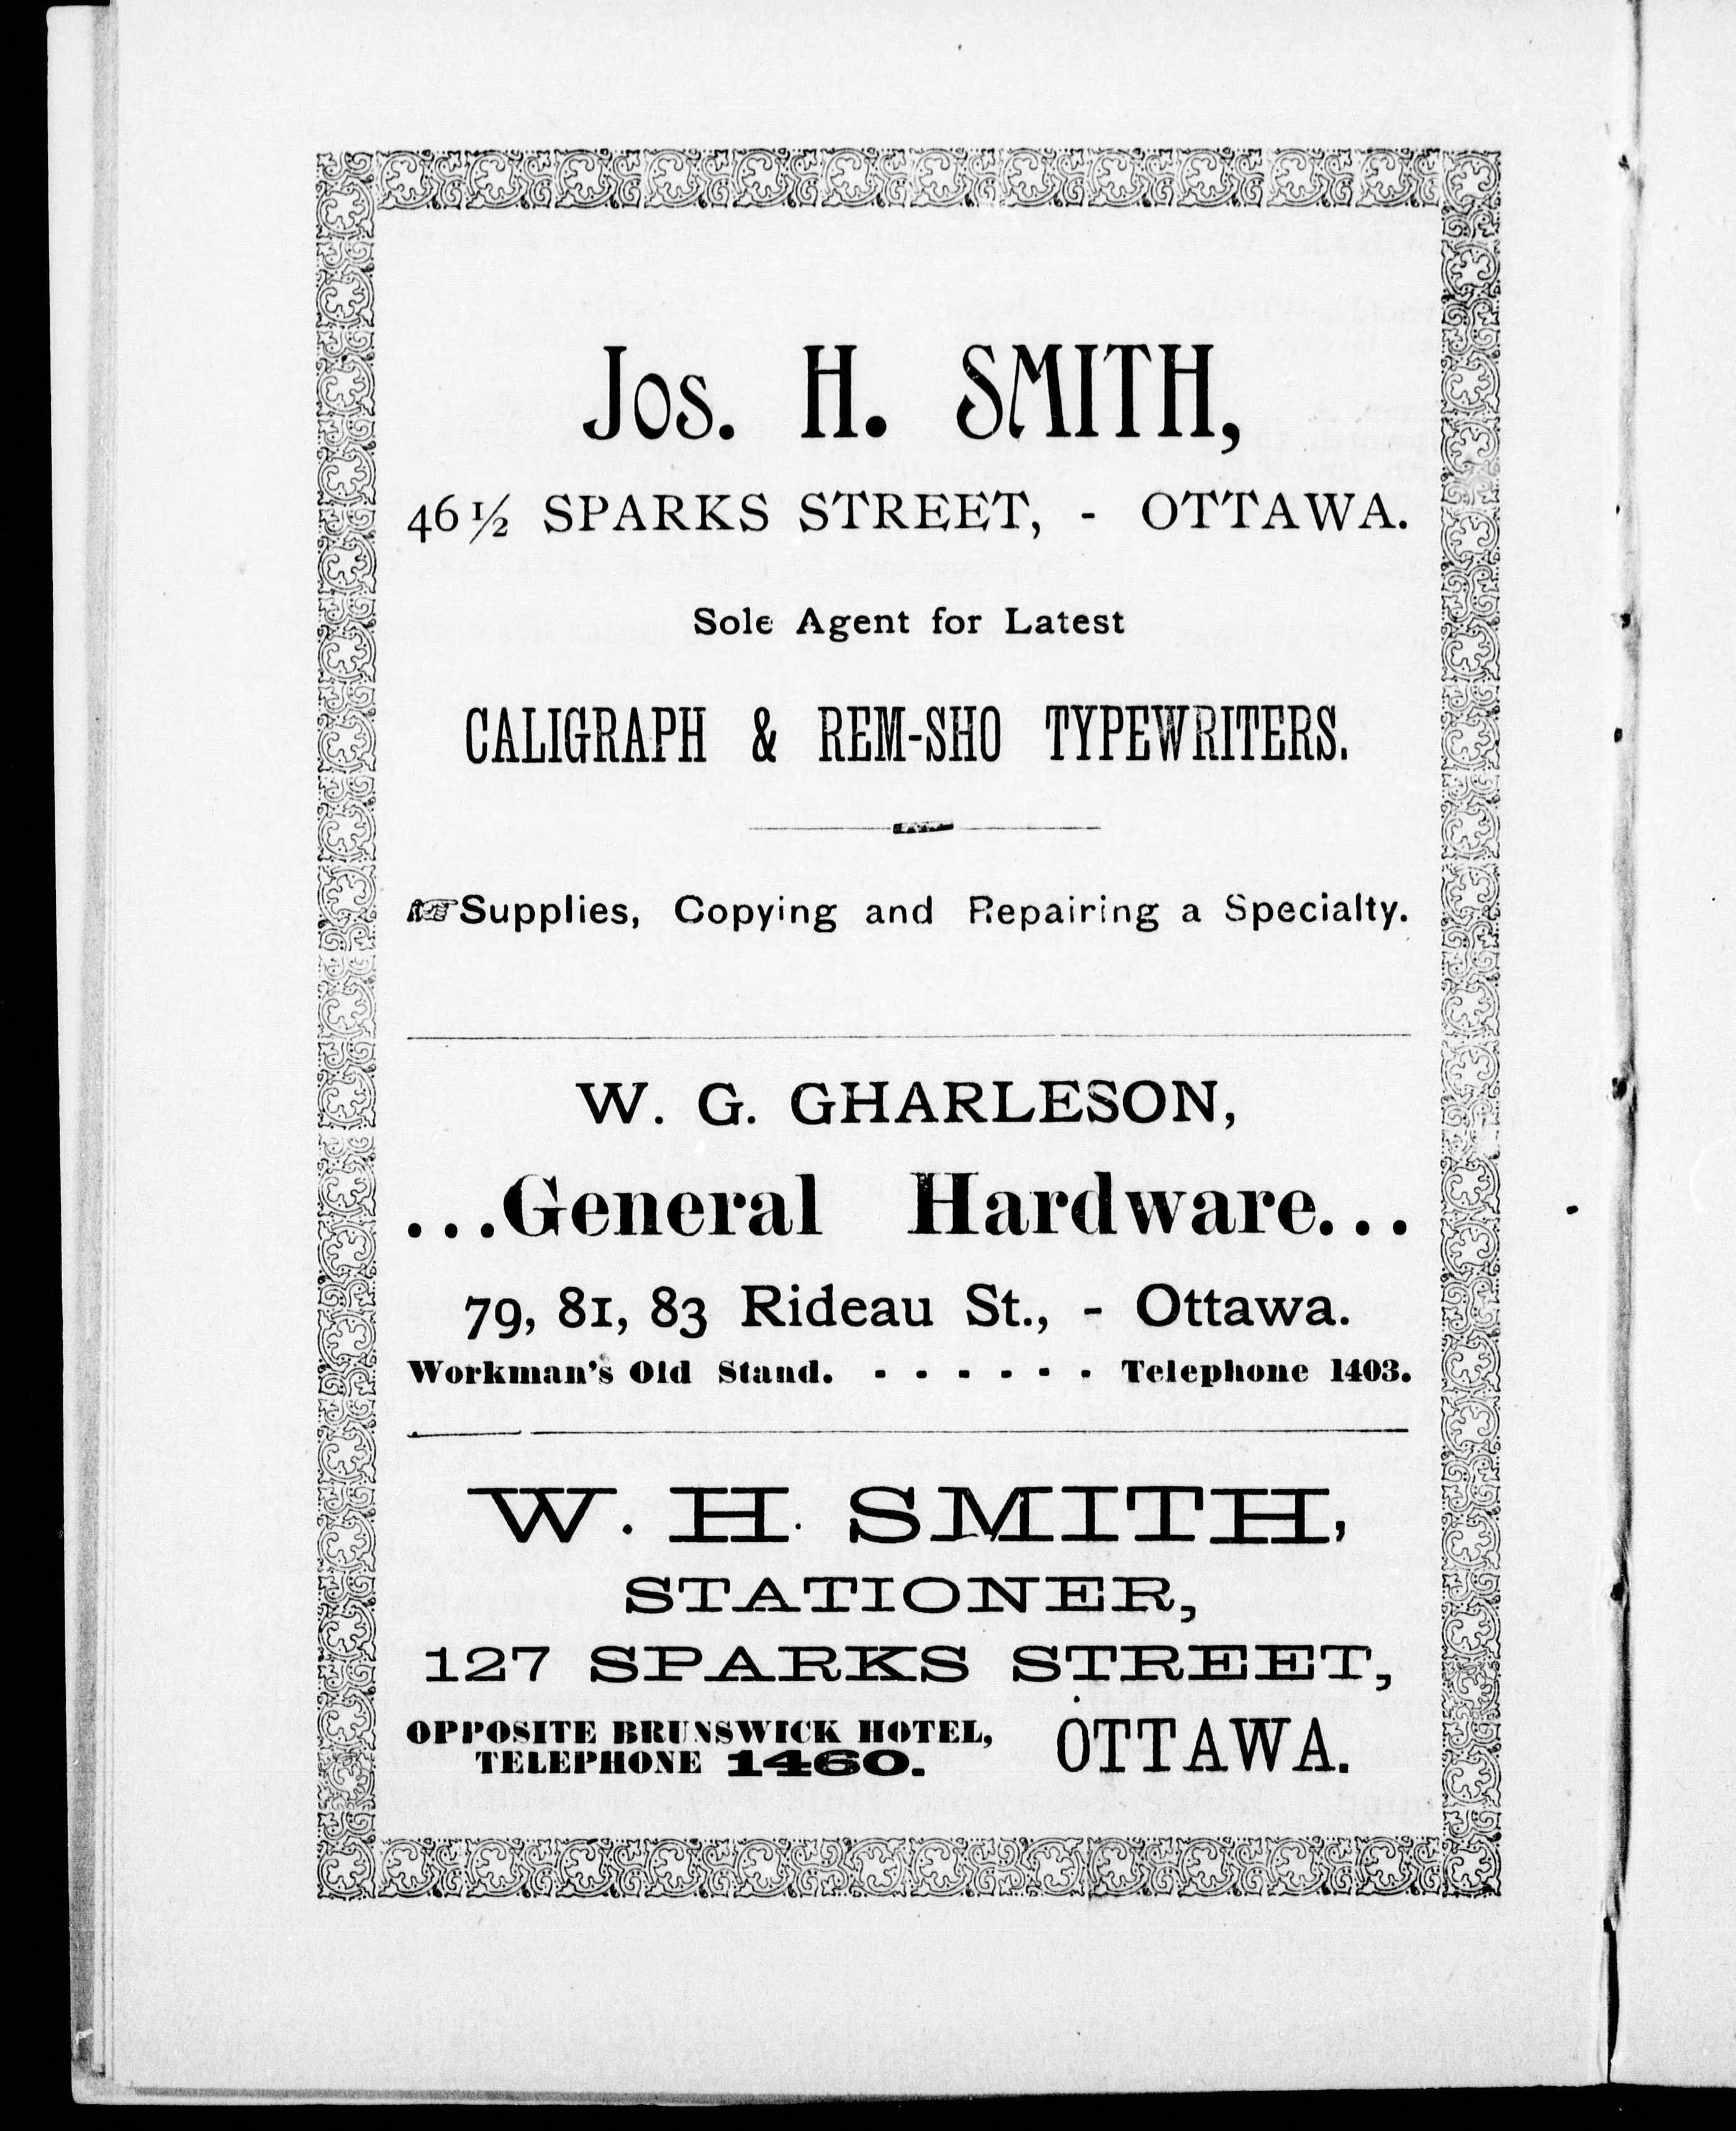 Jos. H. SMITH,
46½ SPARKS STREET, - OTTAWA.
Sole Agent for Latest
CALIGRAPH & REM-SHO TYPEWRITERS.
☞Supplies, Copying and Repairing a Specialty.
W. G. GHARLESON,
...General Hardware...
79, 81, 83 Rideau St., - Ottawa.
Workman's Old Stand. - - - - - - Telephone 1403.
W. H. SMITH,
STATIONER,
127 SPARKS STREET,
OPPOSITE BRUNSWICK HOTEL,
TELEPHONE 1460.
OTTAWA.